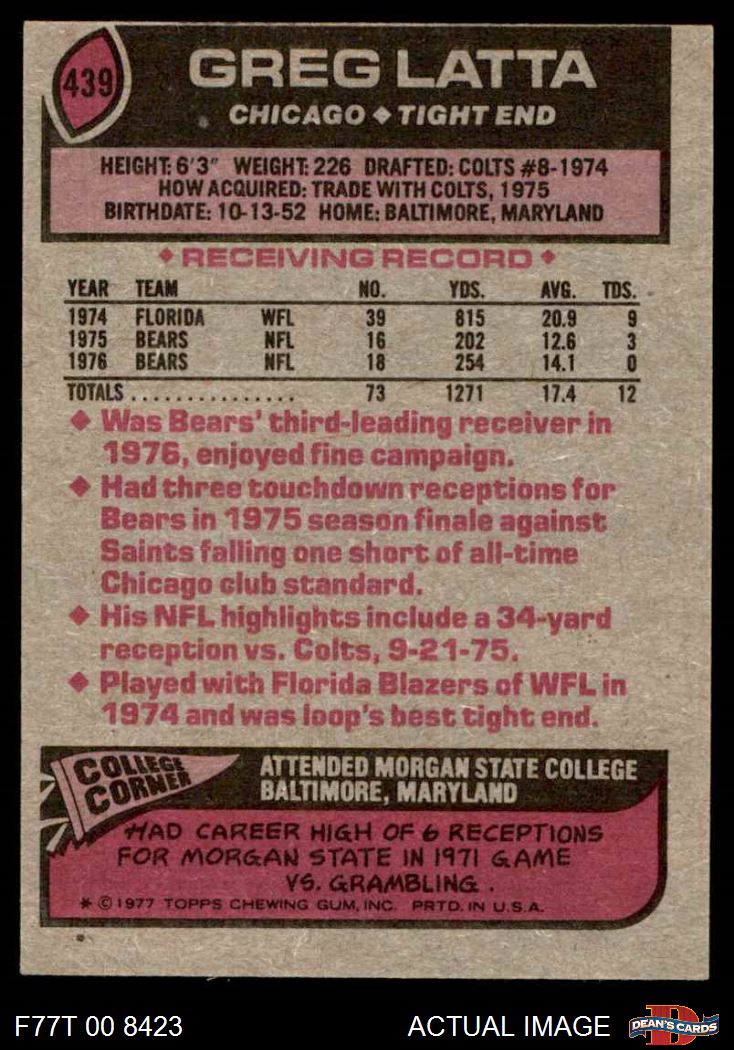 439
GREG LATTA
CHICAGO ◆ TIGHT END
HEIGHT: 6'3" WEIGHT: 226 DRAFTED: COLTS #8-1974
HOW ACQUIRED: TRADE WITH COLTS, 1975
BIRTHDATE: 10-13-52 HOME: BALTIMORE, MARYLAND
◆ RECEIVING RECORD ◆
YEAR TEAM NO. YDS. AVG. TDS.
1974 FLORIDA WFL 39 815 20.9 9
1975 BEARS NFL 16 202 12.6 3
1976 BEARS NFL 18 254 14.1 0
TOTALS............... 73 1271 17.4 12
◆ Was Bears' third-leading receiver in
1976, enjoyed fine campaign.
◆ Had three touchdown receptions for
Bears in 1975 season finale against
Saints falling one short of all-time
Chicago club standard.
◆ His NFL highlights include a 34-yard
reception vs. Colts, 9-21-75.
◆ Played with Florida Blazers of WFL in
1974 and was loop's best tight end.
COLLEGE
CORNER
ATTENDED MORGAN STATE COLLEGE
BALTIMORE, MARYLAND
HAD CAREER HIGH OF 6 RECEPTIONS
FOR MORGAN STATE IN 1971 GAME
VS. GRAMBLING.
* © 1977 TOPPS CHEWING GUM, INC. PRTD. IN U.S.A.
F77T 00 8423
ACTUAL IMAGE
D
DEAN'S CARDS